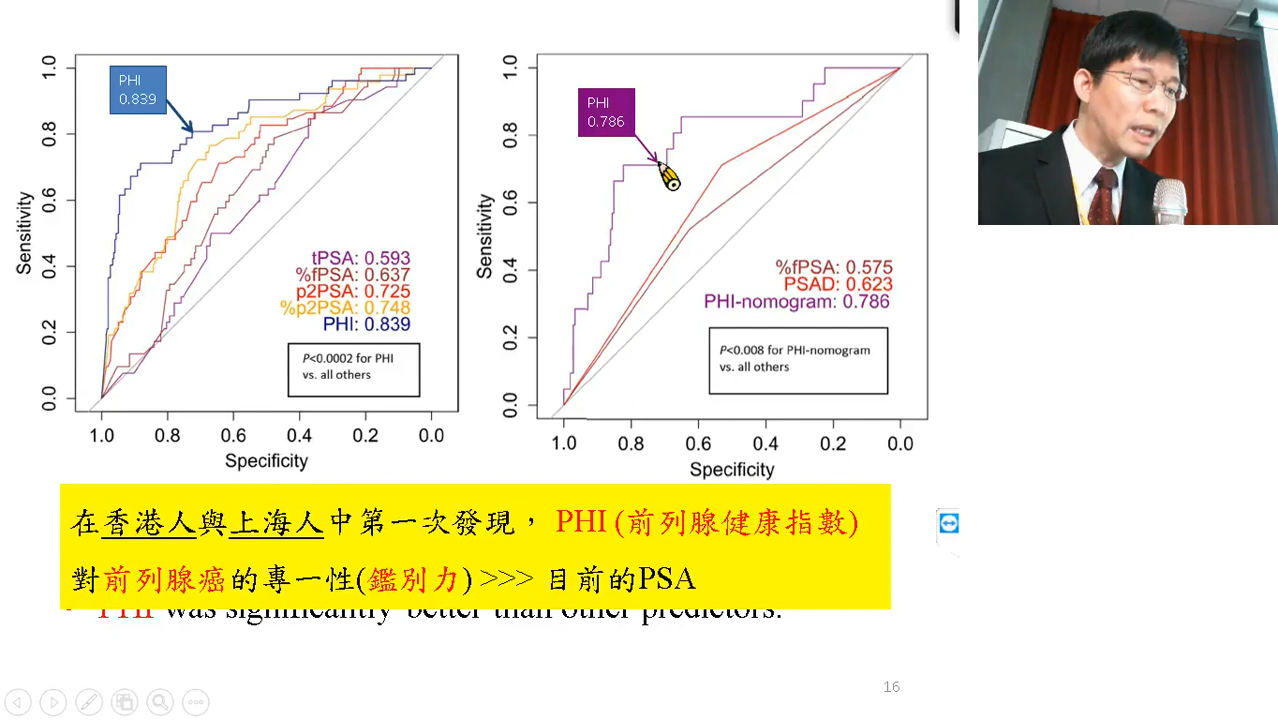 PHI
0.839
1.0
0.8
0.6
0.4
0.2
0.0
Sensitivity
tPSA: 0.593
%fPSA: 0.637
p2PSA: 0.725
%p2PSA: 0.748
PHI: 0.839
P<0.0002 for PHI
vs. all others
1.0 0.8 0.6 0.4 0.2 0.0
Specificity
PHI
0.786
1.0
0.8
0.6
0.4
0.2
0.0
Sensitivity
%fPSA: 0.575
PSAD: 0.623
PHI-nomogram: 0.786
P<0.008 for PHI-nomogram
vs. all others
1.0 0.8 0.6 0.4 0.2 0.0
Specificity
在香港人與上海人中第一次發現，PHI (前列腺健康指數)
對前列腺癌的專一性(鑑別力) >>> 目前的PSA
PHI was significantly better than other predictors.
16